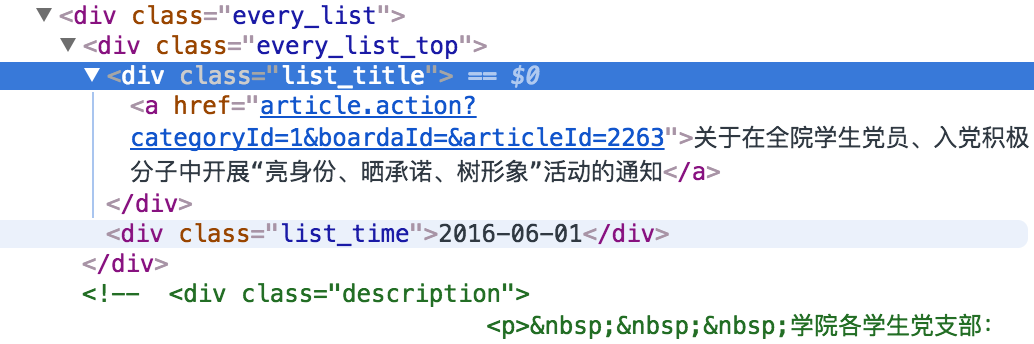 ▼<div class="every_list">
▼<div class="every_list_top">
▼<div class="list_title"> == $0
<a href="article.action?
categoryId=1&boardaId=&articleId=2263">关于在全院学生党员、入党积极
分子中开展“亮身份、晒承诺、树形象”活动的通知</a>
</div>
<div class="list_time">2016-06-01</div>
</div>
<!--  <div class="description">
<p>&nbsp;&nbsp;&nbsp;学院各学生党支部：